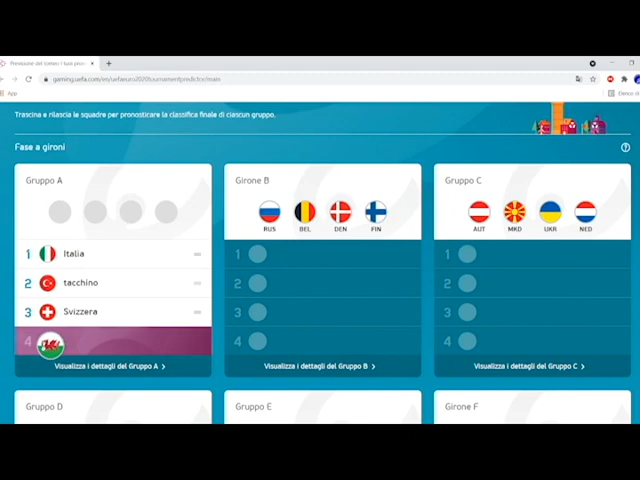 Previsione del torneo | tuoi pron
gaming.uefa.com/en/uefaeuro2020tournamentpredictor/main
App
Elenco di
Trascina e rilascia le squadre per pronosticare la classifica finale di ciascun gruppo.
Fase a gironi
?
Gruppo A
Girone B
Gruppo C
RUS BEL DEN FIN
AUT MKD UKR NED
1 Italia
2 tacchino
3 Svizzera
4
1
2
3
4
1
2
3
4
Visualizza i dettagli del Gruppo A
Visualizza i dettagli del Gruppo B
Visualizza i dettagli del Gruppo C
Gruppo D
Gruppo E
Girone F